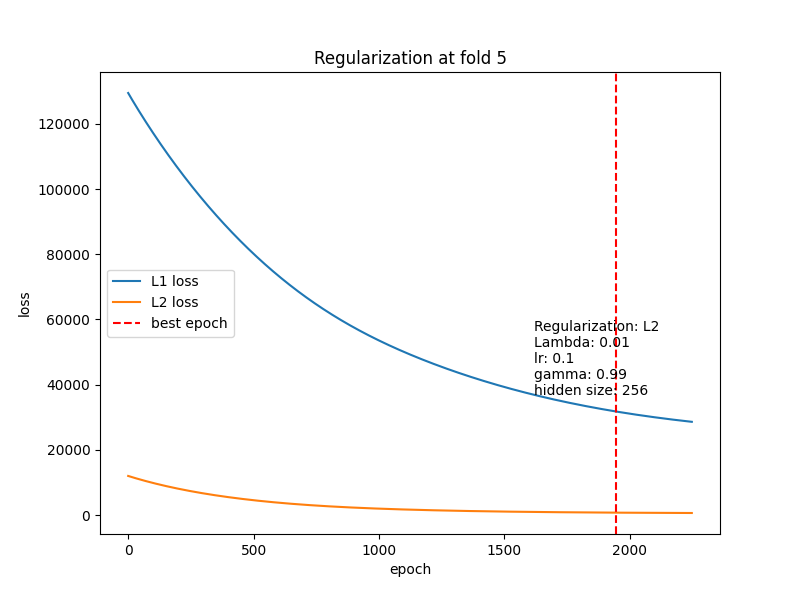 Regularization at fold 5
120000
100000
80000
60000
40000
20000
0
loss
L1 loss
L2 loss
best epoch
Regularization: L2
Lambda: 0.01
lr: 0.1
gamma: 0.99
hidden size: 256
0
500
1000
1500
2000
epoch